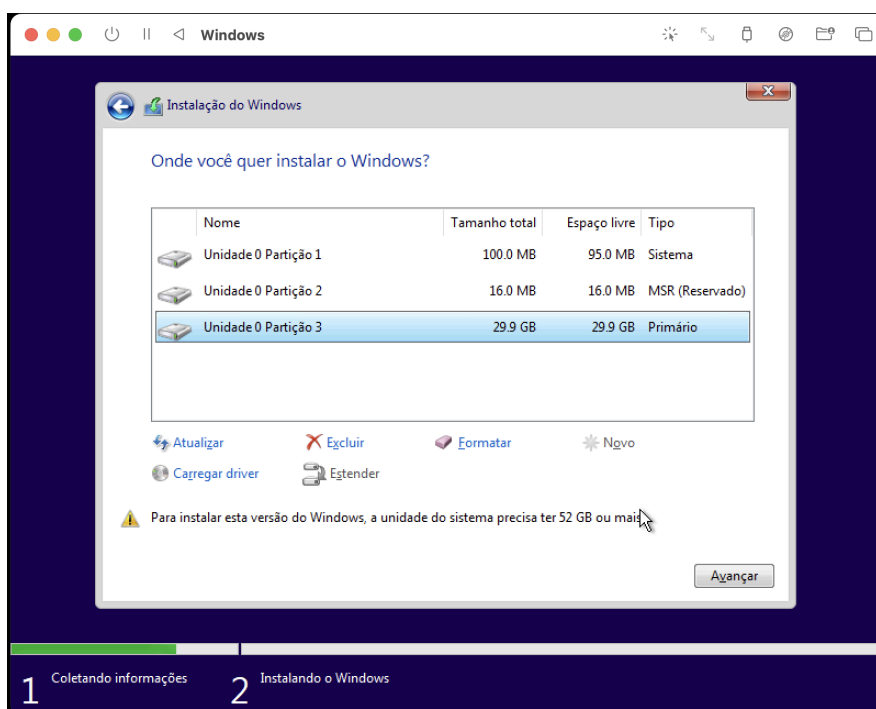 Windows
Instalação do Windows
Onde você quer instalar o Windows?
Nome Tamanho total Espaço livre Tipo
Unidade 0 Partição 1 100.0 MB 95.0 MB Sistema
Unidade 0 Partição 2 16.0 MB 16.0 MB MSR (Reservado)
Unidade 0 Partição 3 29.9 GB 29.9 GB Primário
Atualizar Excluir Formatar Novo
Carregar driver Estender
Para instalar esta versão do Windows, a unidade do sistema precisa ter 52 GB ou mais
Avançar
1 Coletando informações 2 Instalando o Windows